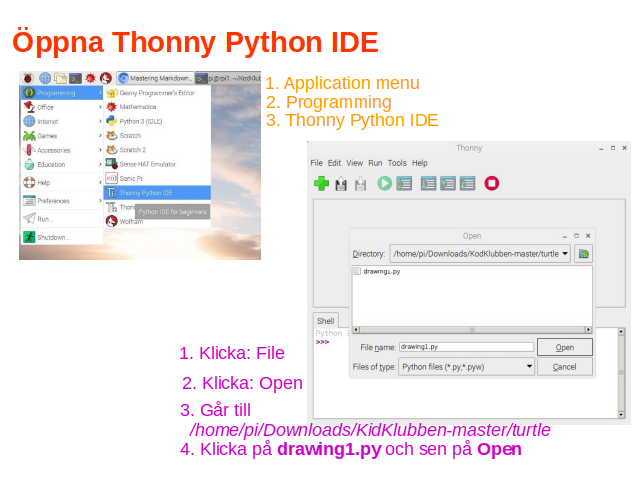 Öppna Thonny Python IDE
Mastering Markdown...
pi@rpi1: ~/KodKlub
Programming
Office
Internet
Games
Accessories
Education
Help
Preferences
Run...
Shutdown...
Geany Programmer's Editor
Mathematica
Python 3 (IDLE)
Scratch
Scratch 2
Sense HAT Emulator
Sonic Pi
Thonny Python IDE
Thon
Python IDE for beginners
Wolfram
1. Application menu
2. Programming
3. Thonny Python IDE
Thonny
File Edit View Run Tools Help
Open
Directory: /home/pi/Downloads/KodKlubben-master/turtle
drawing1.py
File name: drawing1.py Open
Files of type: Python files (*.py,*.pyw) Cancel
Shell
Python
>>>
1. Klicka: File
2. Klicka: Open
3. Går till
/home/pi/Downloads/KidKlubben-master/turtle
4. Klicka på drawing1.py och sen på Open